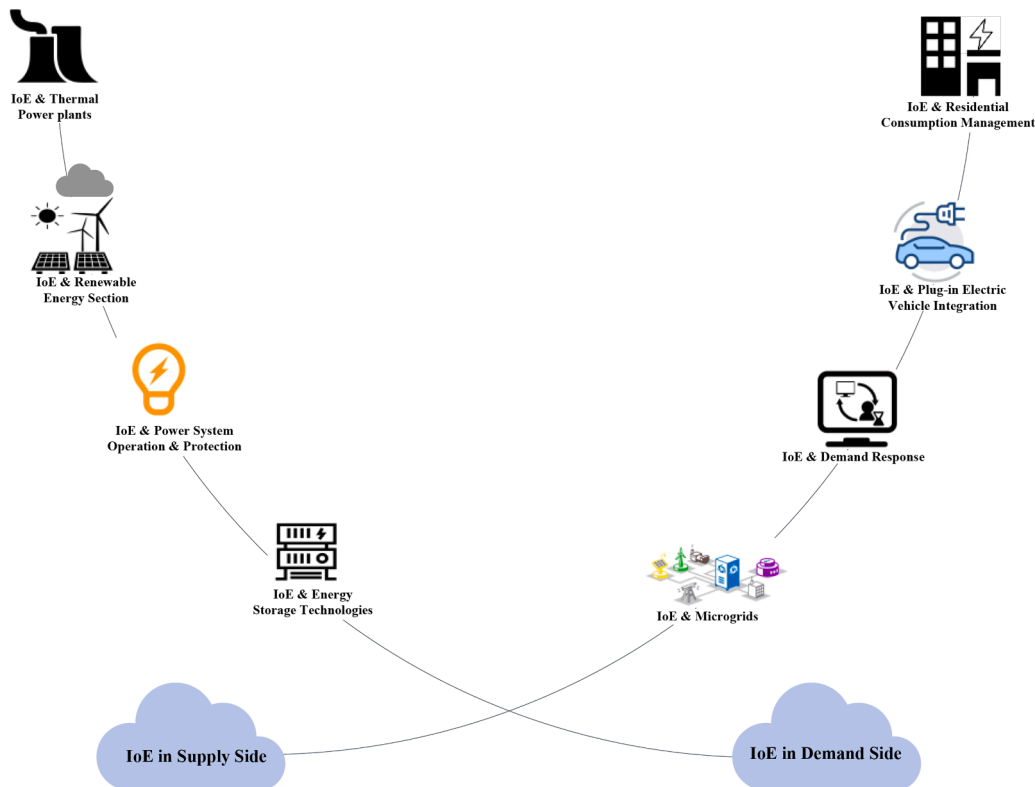 IoE & Thermal
Power plants
IoE & Residential
Consumption Management
IoE & Renewable
Energy Section
IoE & Plug-in Electric
Vehicle Integration
IoE & Power System
Operation & Protection
IoE & Demand Response
IoE & Energy
Storage Technologies
IoE & Microgrids
IoE in Supply Side
IoE in Demand Side